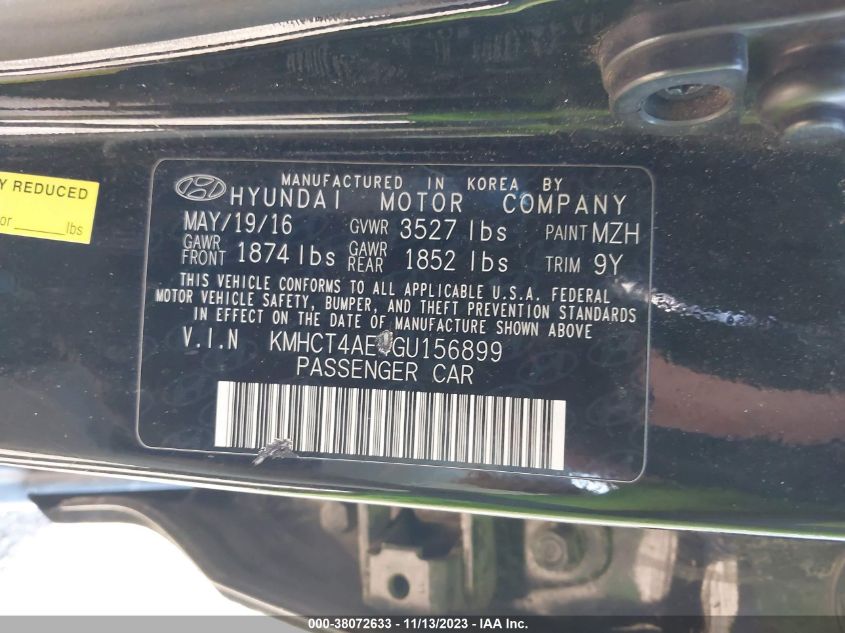 Y REDUCED
or lbs
MANUFACTURED IN KOREA BY
HYUNDAI MOTOR COMPANY
MAY/19/16 GVWR 3527 lbs PAINT MZH
GAWR FRONT 1874 lbs GAWR REAR 1852 lbs TRIM 9Y
THIS VEHICLE CONFORMS TO ALL APPLICABLE U.S.A. FEDERAL
MOTOR VEHICLE SAFETY, BUMPER, AND THEFT PREVENTION STANDARDS
IN EFFECT ON THE DATE OF MANUFACTURE SHOWN ABOVE
V.I.N KMHCT4AE GU156899
PASSENGER CAR
000-38072633 - 11/13/2023 - IAA Inc.